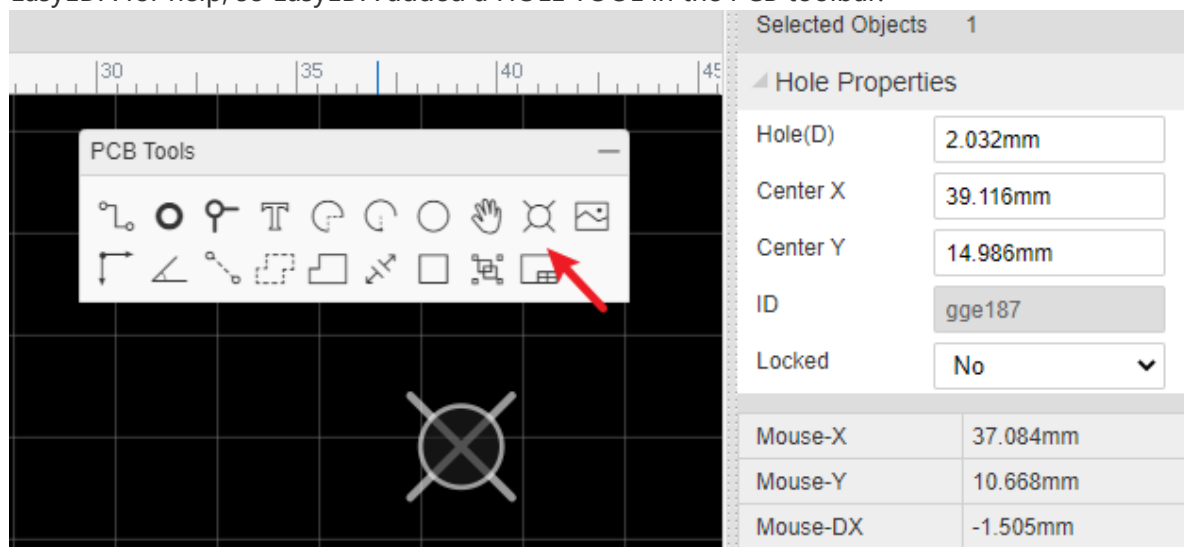 Selected Objects 1
30 35 40 45
Hole Properties
PCB Tools
Hole(D) 2.032mm
Center X 39.116mm
Center Y 14.986mm
ID gge187
Locked No
Mouse-X 37.084mm
Mouse-Y 10.668mm
Mouse-DX -1.505mm